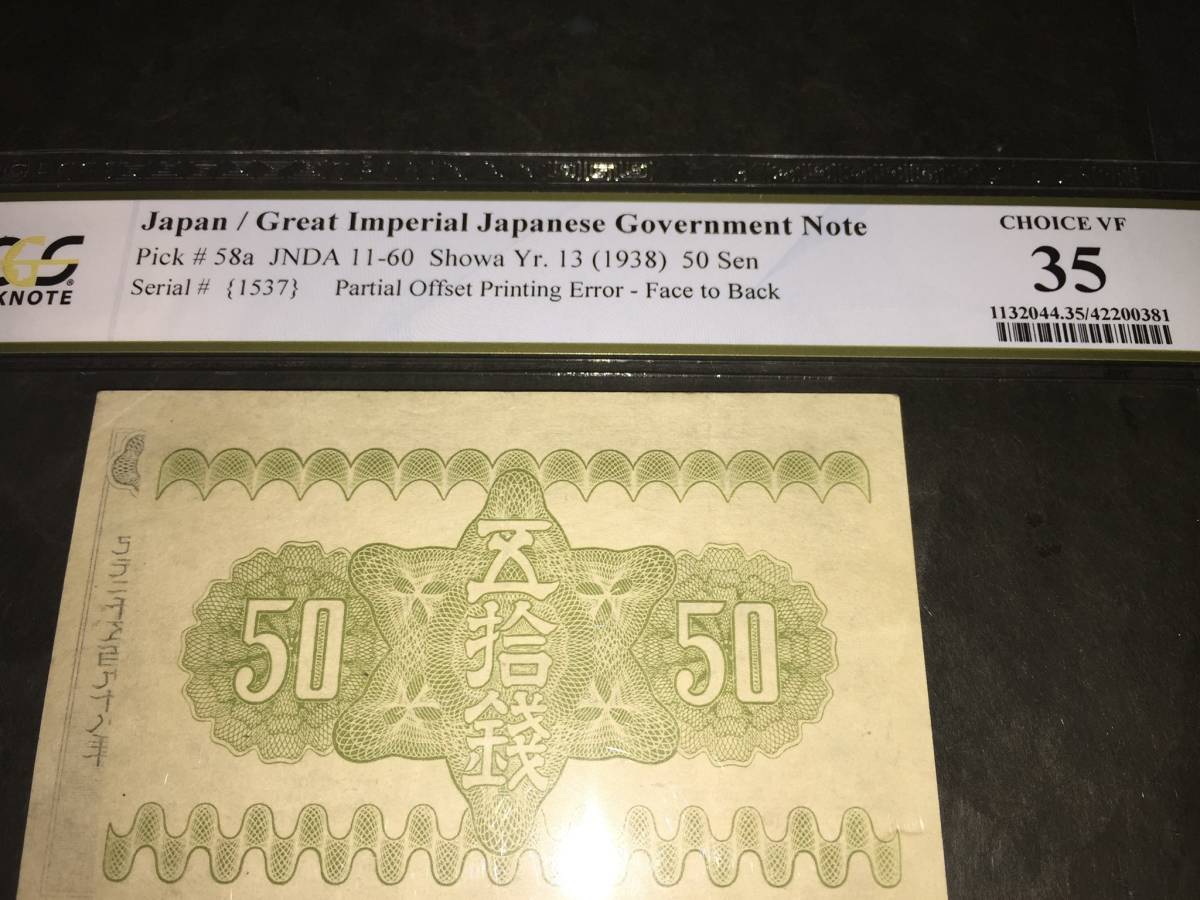 Japan / Great Imperial Japanese Government Note
Pick # 58a JNDA 11-60 Showa Yr. 13 (1938) 50 Sen
Serial # {1537} Partial Offset Printing Error - Face to Back
CHOICE VF
35
1132044.35/42200381
GS
KNOTE
五拾錢
50
50